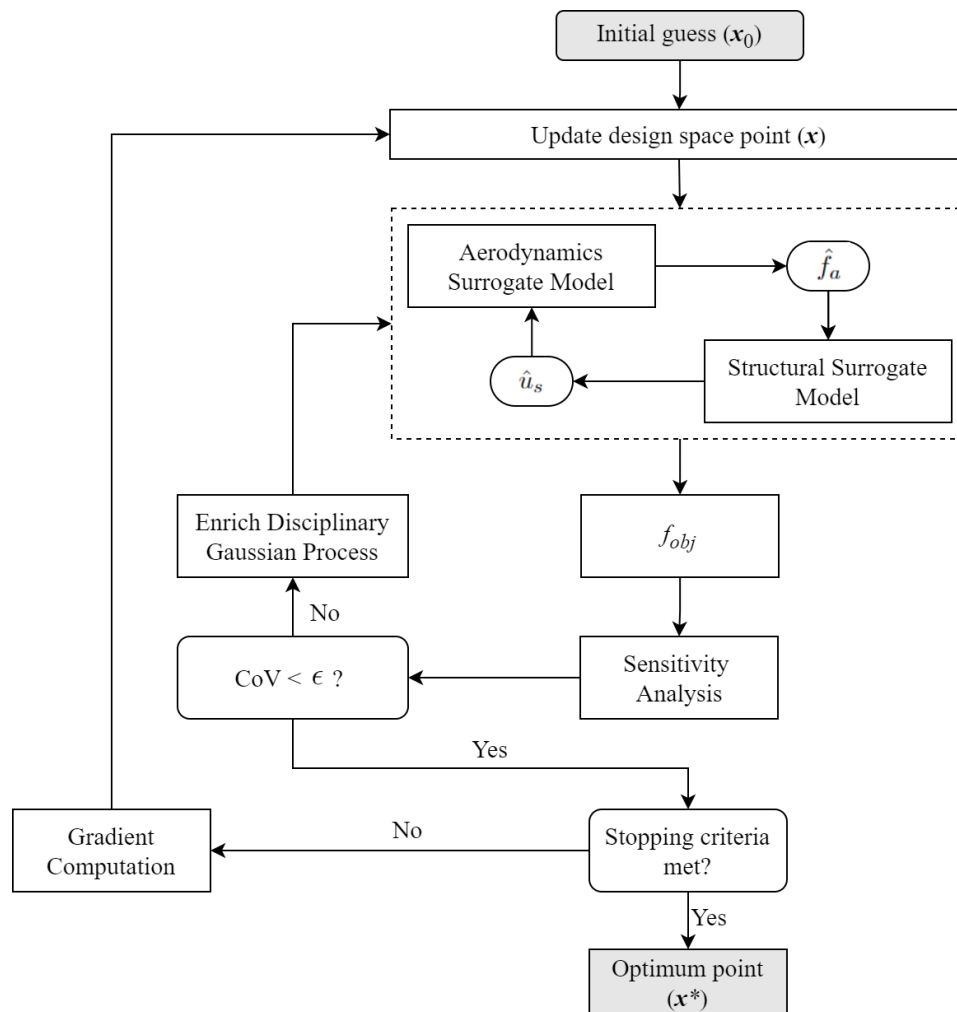 Initial guess (x₀)
Update design space point (x)
Aerodynamics
Surrogate Model
f̂ₐ
Structural Surrogate
Model
ûₛ
Enrich Disciplinary
Gaussian Process
f_obj
No
CoV < ϵ ?
Sensitivity
Analysis
Yes
Gradient
Computation
No
Stopping criteria
met?
Yes
Optimum point
(x*)